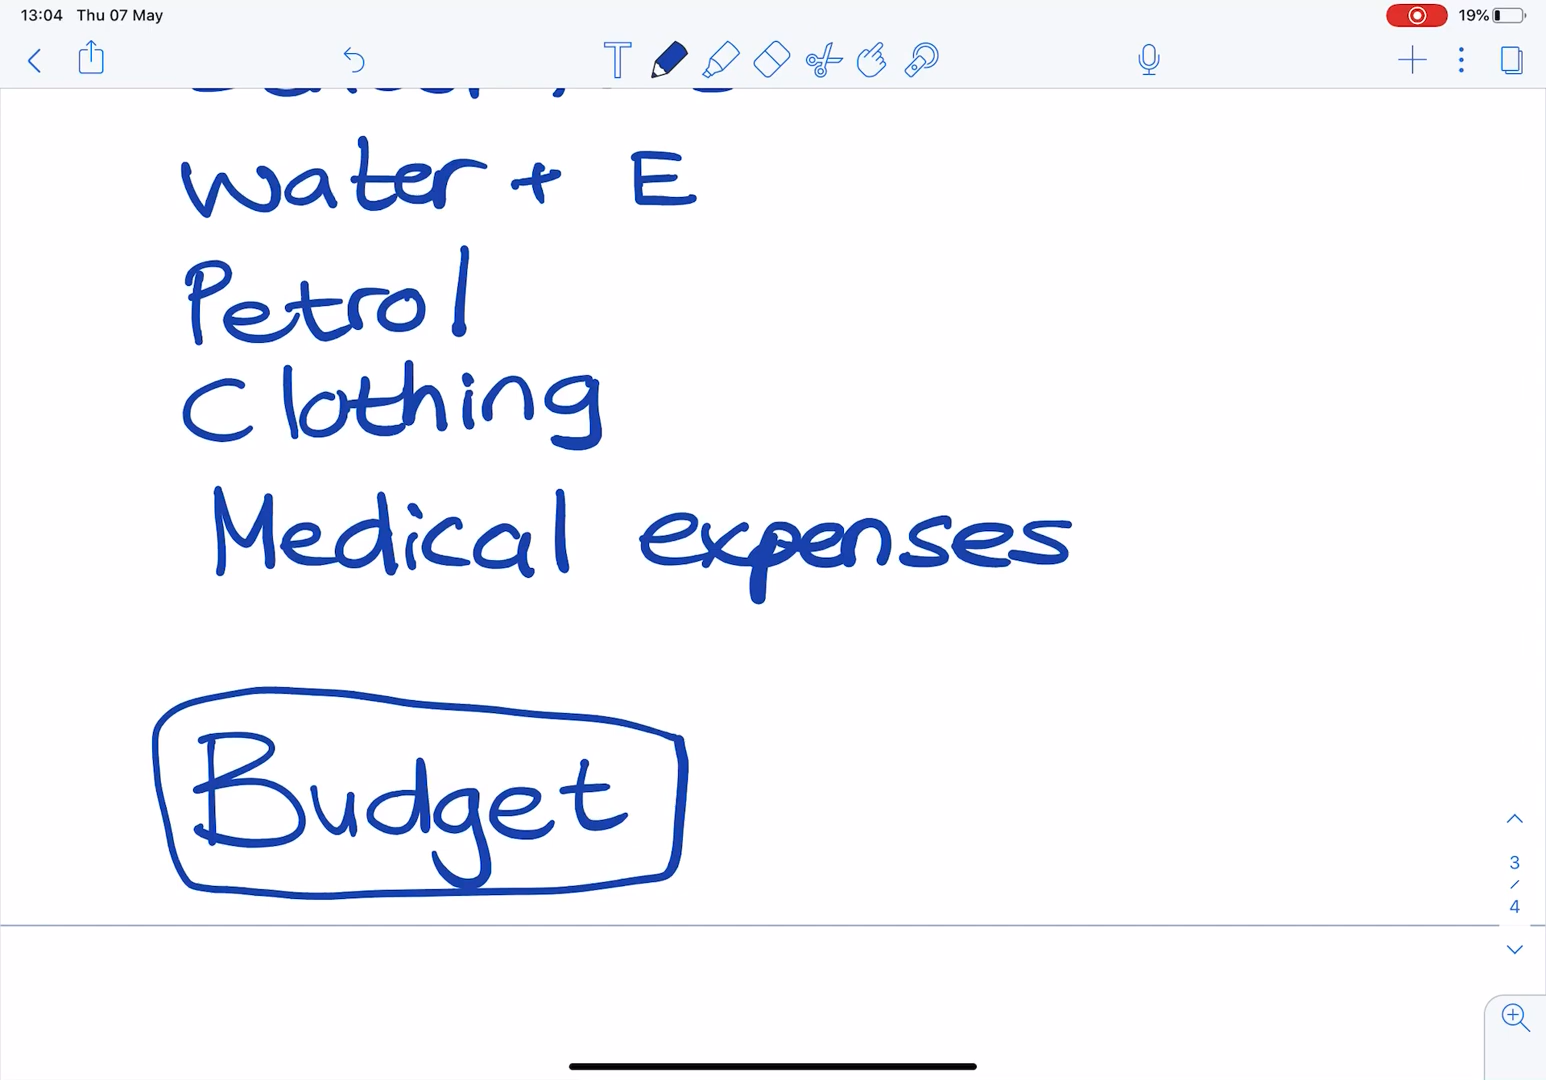 13:04 Thu 07 May
19%
T
Water + E
Petrol
Clothing
Medical expenses
Budget
3
/
4